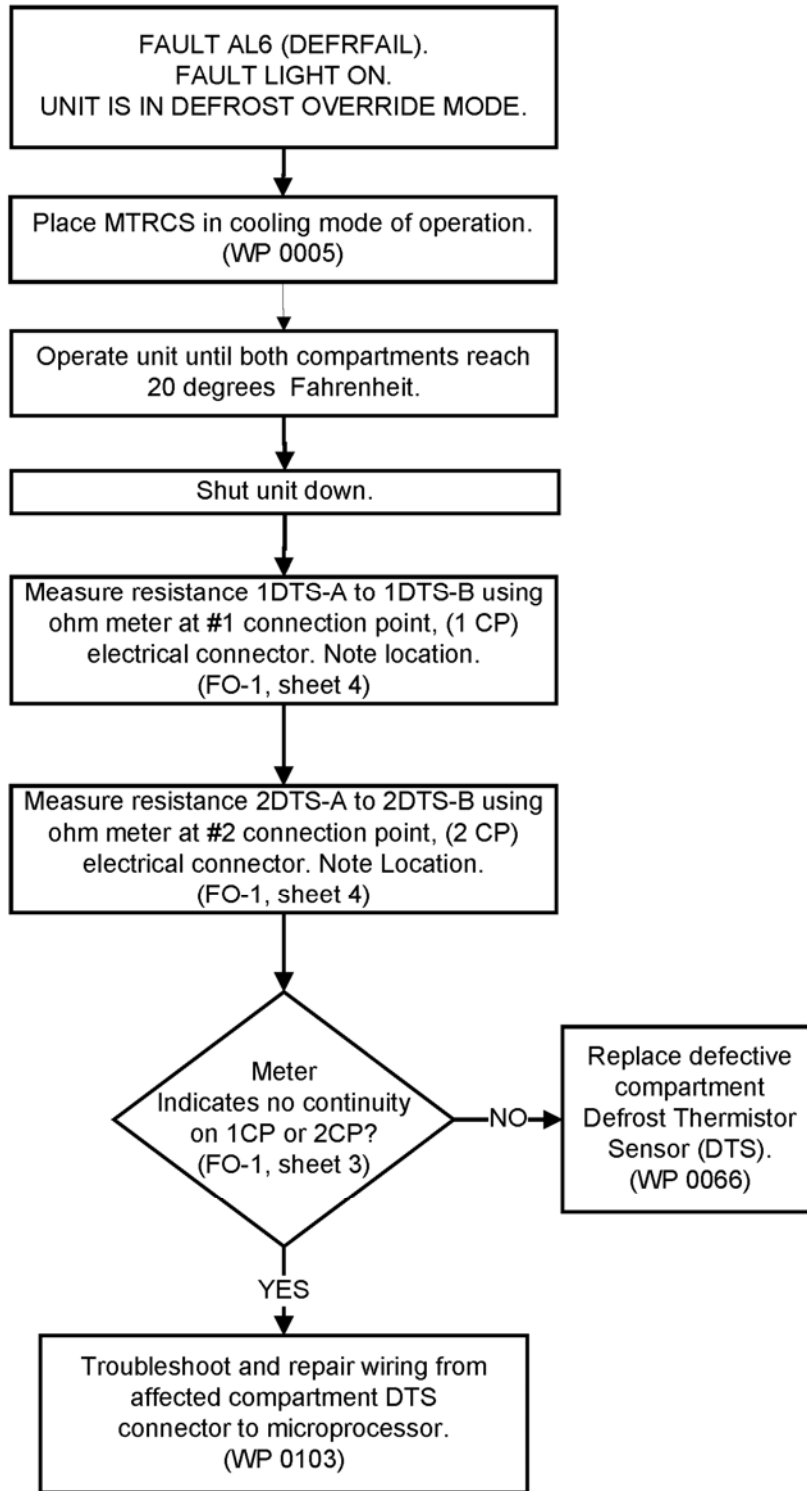 FAULT AL6 (DEFRFAIL).
FAULT LIGHT ON.
UNIT IS IN DEFROST OVERRIDE MODE.
Place MTRCS in cooling mode of operation.
(WP 0005)
Operate unit until both compartments reach
20 degrees Fahrenheit.
Shut unit down.
Measure resistance 1DTS-A to 1DTS-B using
ohm meter at #1 connection point, (1 CP)
electrical connector. Note location.
(FO-1, sheet 4)
Measure resistance 2DTS-A to 2DTS-B using
ohm meter at #2 connection point, (2 CP)
electrical connector. Note Location.
(FO-1, sheet 4)
Meter
Indicates no continuity
on 1CP or 2CP?
(FO-1, sheet 3)
NO
Replace defective
compartment
Defrost Thermistor
Sensor (DTS).
(WP 0066)
YES
Troubleshoot and repair wiring from
affected compartment DTS
connector to microprocessor.
(WP 0103)